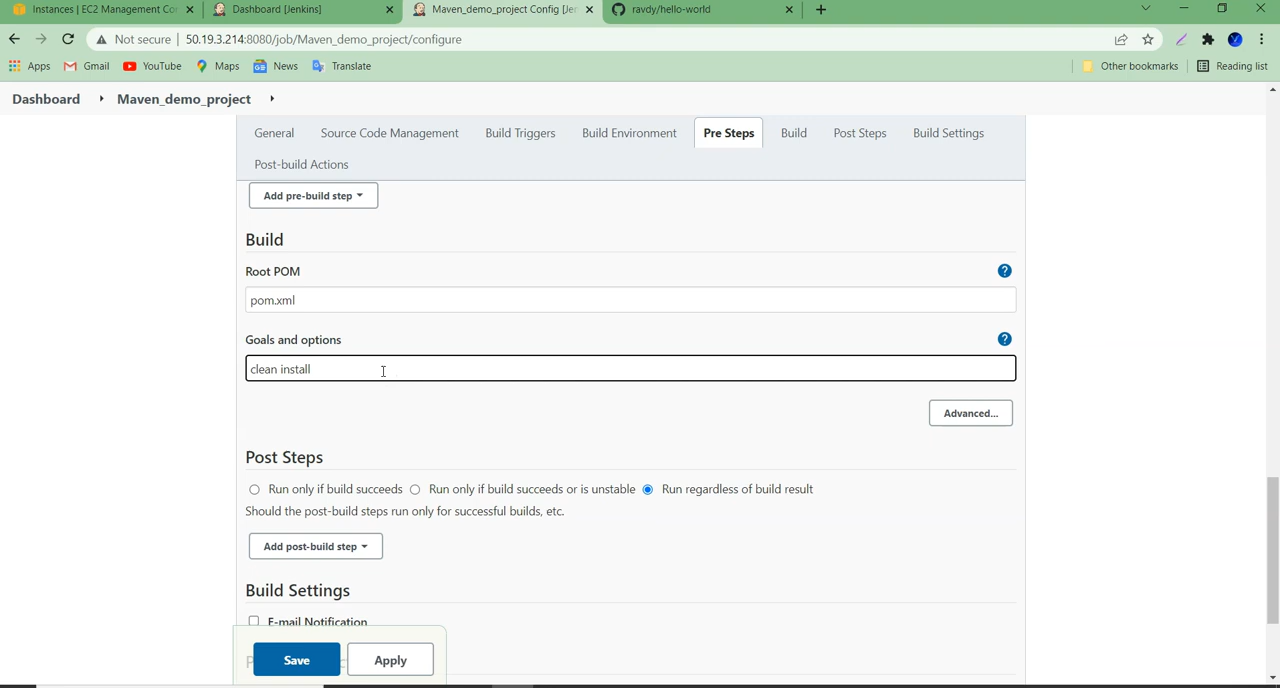 Instances | EC2 Management Con
Dashboard [Jenkins]
Maven_demo_project Config [Jen
ravdy/hello-world
Not secure | 50.19.3.214:8080/job/Maven_demo_project/configure
Apps Gmail YouTube Maps News Translate Other bookmarks Reading list
Dashboard Maven_demo_project
General Source Code Management Build Triggers Build Environment Pre Steps Build Post Steps Build Settings
Post-build Actions
Add pre-build step
Build
Root POM
pom.xml
Goals and options
clean install
Advanced...
Post Steps
Run only if build succeeds Run only if build succeeds or is unstable Run regardless of build result
Should the post-build steps run only for successful builds, etc.
Add post-build step
Build Settings
E-mail Notification
Save Apply